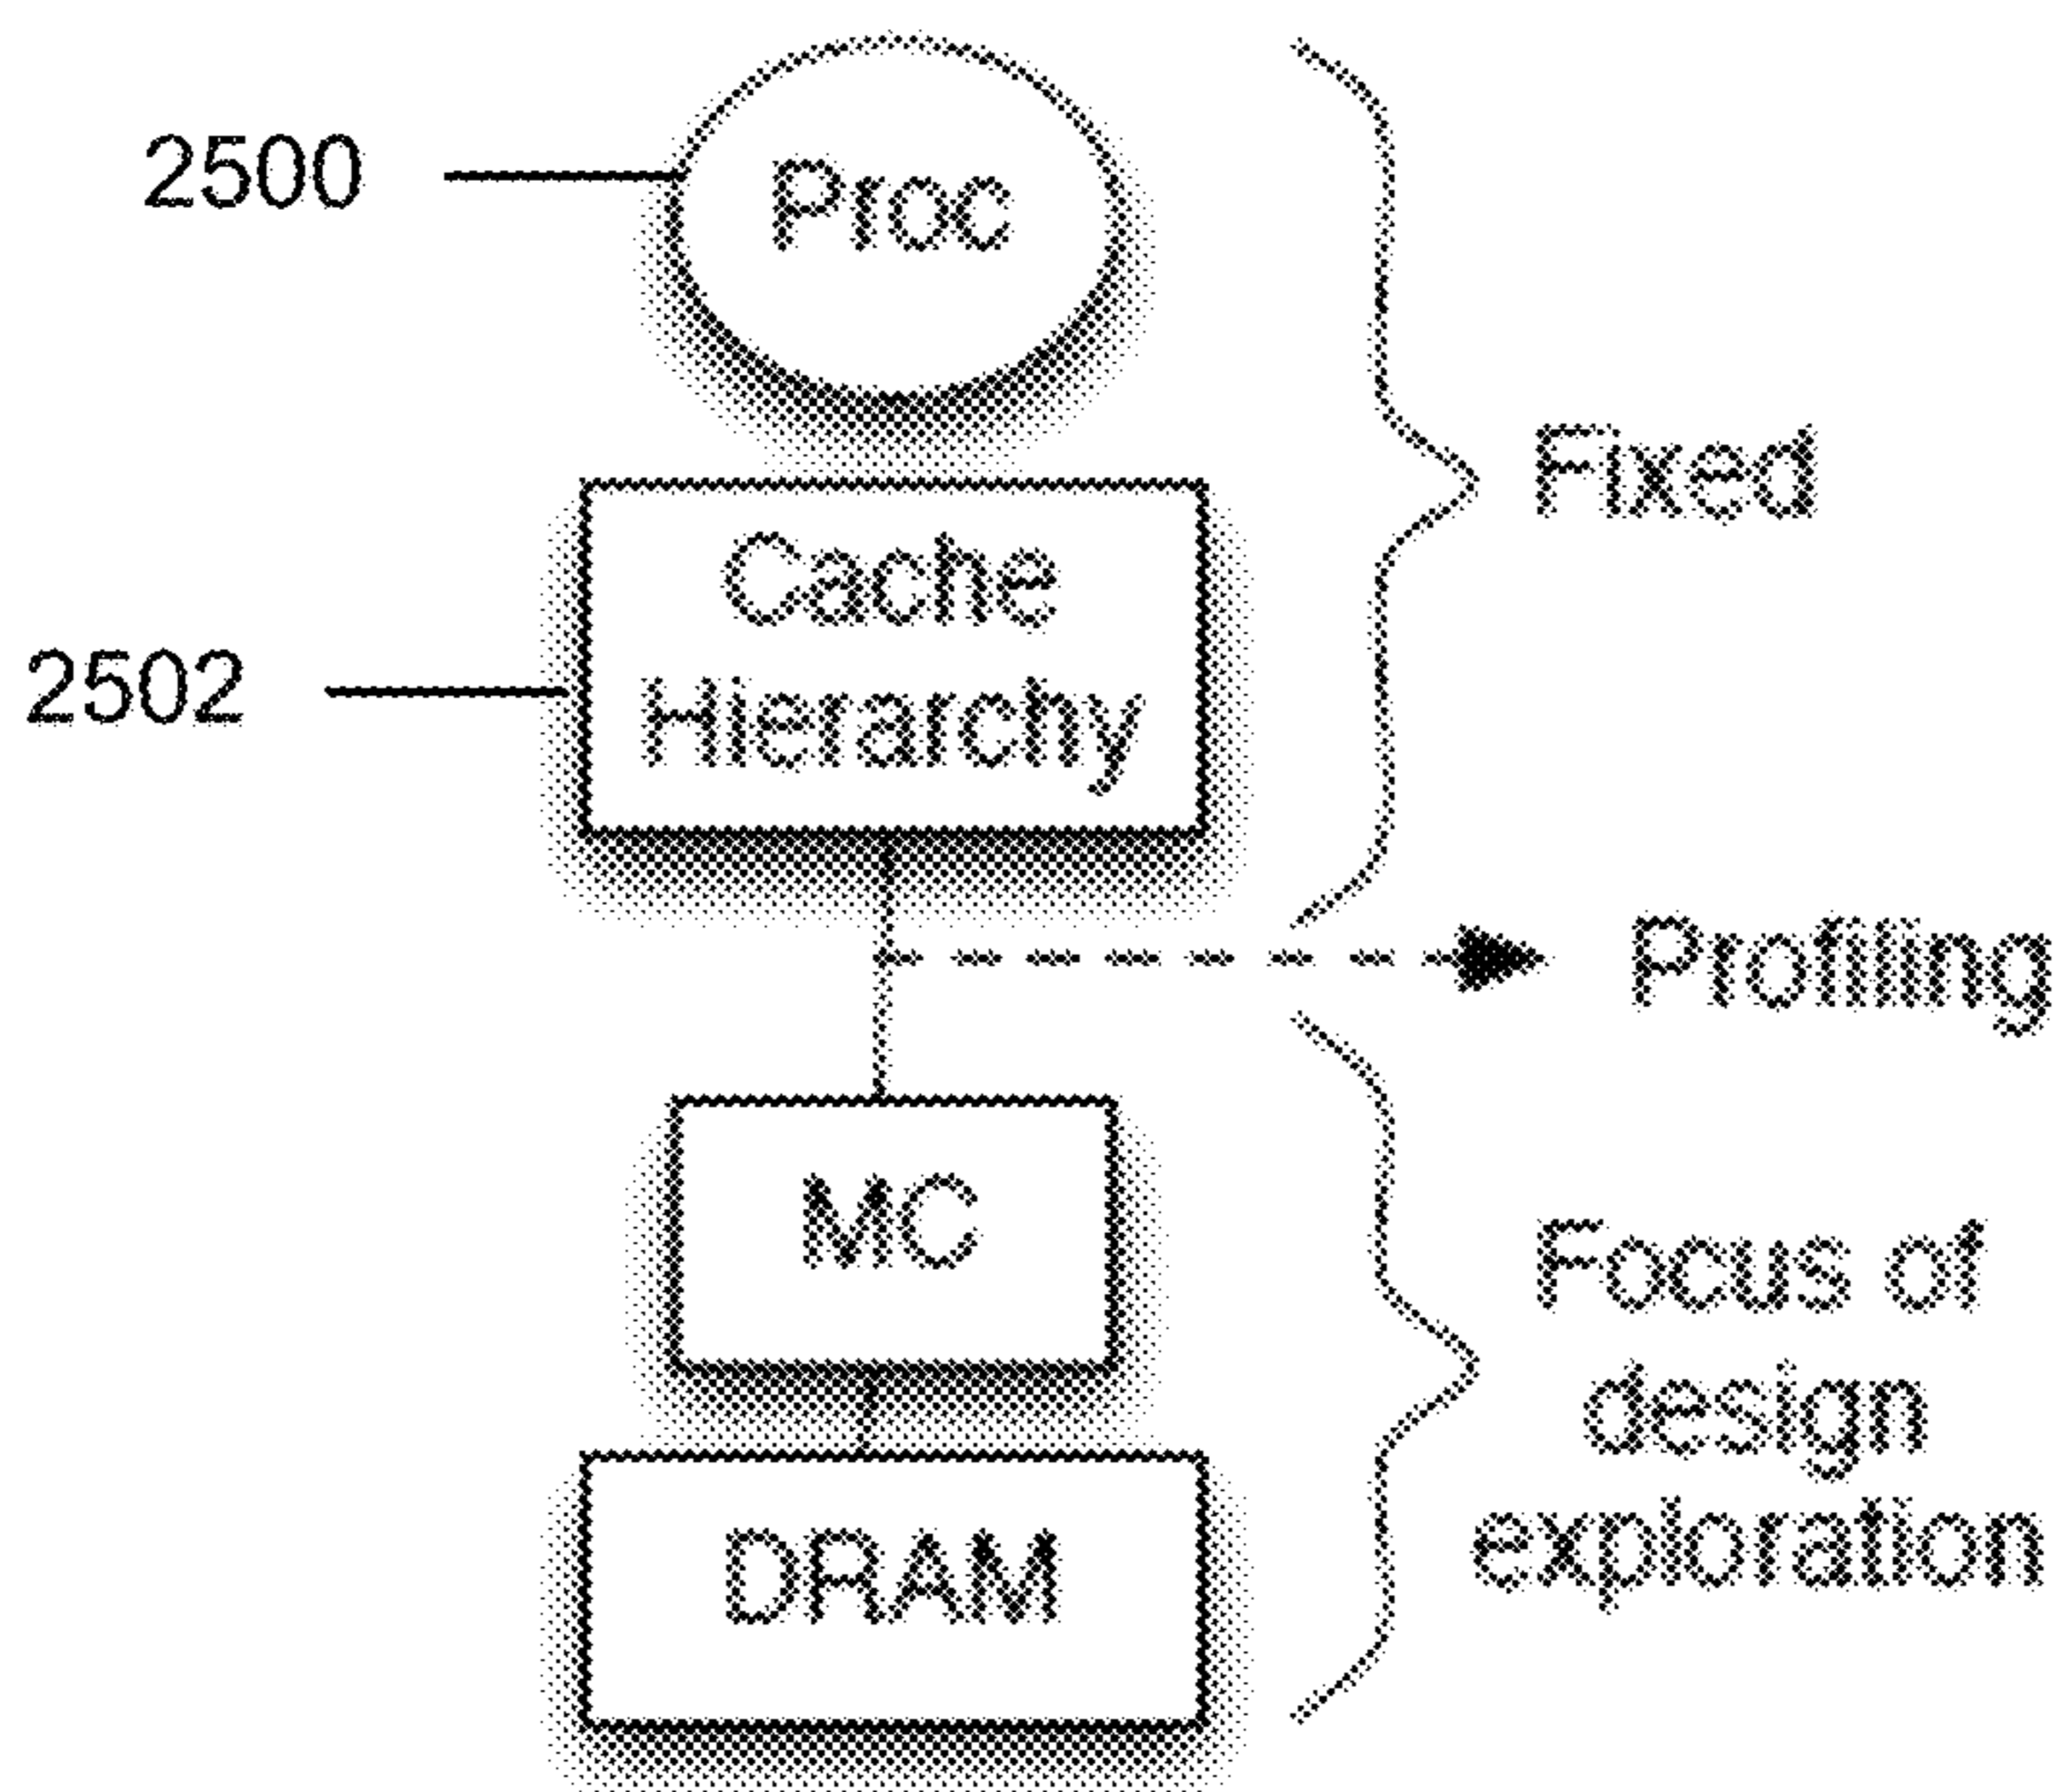 2500
Proc
Fixed
Cache
Hierarchy
2502
Profiling
MC
Focus of
design
exploration
DRAM